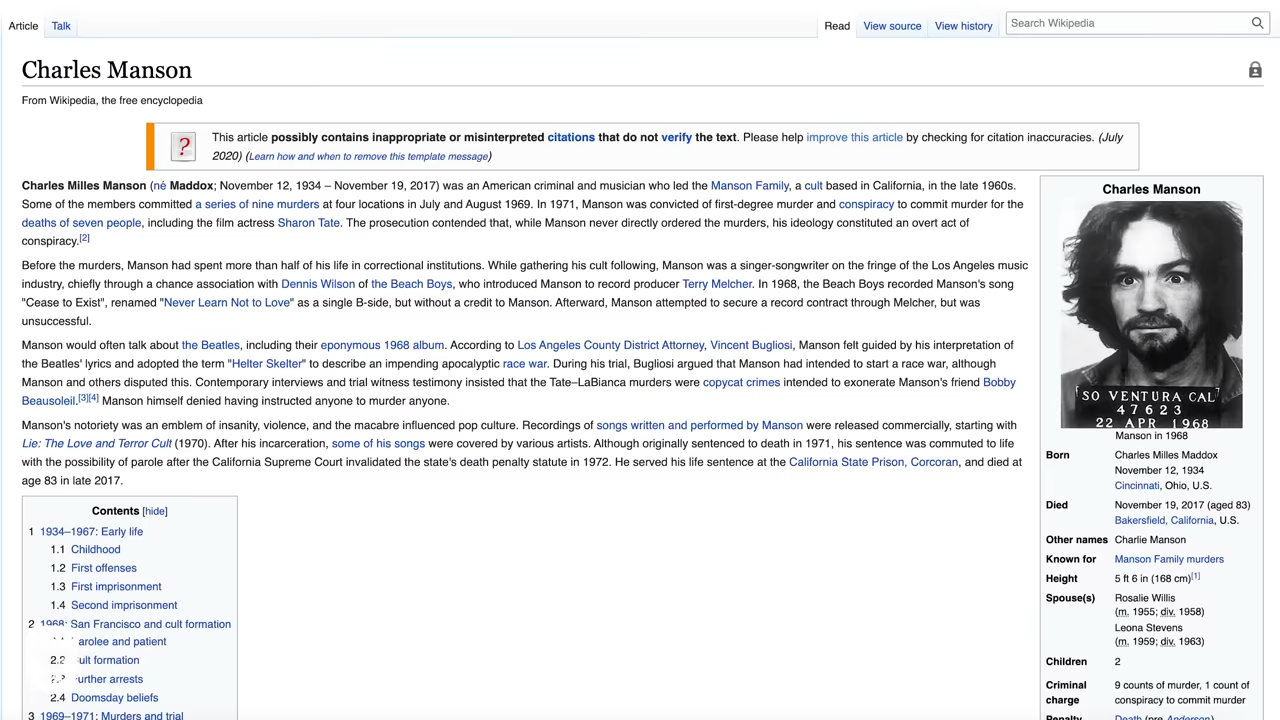 Article Talk Read View source View history Search Wikipedia
Charles Manson
From Wikipedia, the free encyclopedia
This article possibly contains inappropriate or misinterpreted citations that do not verify the text. Please help improve this article by checking for citation inaccuracies. (July
2020) (Learn how and when to remove this template message)
Charles Milles Manson (né Maddox; November 12, 1934 – November 19, 2017) was an American criminal and musician who led the Manson Family, a cult based in California, in the late 1960s.
Some of the members committed a series of nine murders at four locations in July and August 1969. In 1971, Manson was convicted of first-degree murder and conspiracy to commit murder for the
deaths of seven people, including the film actress Sharon Tate. The prosecution contended that, while Manson never directly ordered the murders, his ideology constituted an overt act of
conspiracy.[2]
Before the murders, Manson had spent more than half of his life in correctional institutions. While gathering his cult following, Manson was a singer-songwriter on the fringe of the Los Angeles music
industry, chiefly through a chance association with Dennis Wilson of the Beach Boys, who introduced Manson to record producer Terry Melcher. In 1968, the Beach Boys recorded Manson's song
"Cease to Exist", renamed "Never Learn Not to Love" as a single B-side, but without a credit to Manson. Afterward, Manson attempted to secure a record contract through Melcher, but was
unsuccessful.
Manson would often talk about the Beatles, including their eponymous 1968 album. According to Los Angeles County District Attorney, Vincent Bugliosi, Manson felt guided by his interpretation of
the Beatles' lyrics and adopted the term "Helter Skelter" to describe an impending apocalyptic race war. During his trial, Bugliosi argued that Manson had intended to start a race war, although
Manson and others disputed this. Contemporary interviews and trial witness testimony insisted that the Tate–LaBianca murders were copycat crimes intended to exonerate Manson's friend Bobby
Beausoleil.[3][4] Manson himself denied having instructed anyone to murder anyone.
Manson's notoriety was an emblem of insanity, violence, and the macabre influenced pop culture. Recordings of songs written and performed by Manson were released commercially, starting with
Lie: The Love and Terror Cult (1970). After his incarceration, some of his songs were covered by various artists. Although originally sentenced to death in 1971, his sentence was commuted to life
with the possibility of parole after the California Supreme Court invalidated the state's death penalty statute in 1972. He served his life sentence at the California State Prison, Corcoran, and died at
age 83 in late 2017.
Contents [hide]
1 1934–1967: Early life
1.1 Childhood
1.2 First offenses
1.3 First imprisonment
1.4 Second imprisonment
2 1968: San Francisco and cult formation
arolee and patient
2.2 ult formation
urther arrests
2.4 Doomsday beliefs
3 1969–1971: Murders and trial
Charles Manson
SO VENTURA CAL
47623
22 APR 1968
Manson in 1968
Born Charles Milles Maddox
November 12, 1934
Cincinnati, Ohio, U.S.
Died November 19, 2017 (aged 83)
Bakersfield, California, U.S.
Other names Charlie Manson
Known for Manson Family murders
Height 5 ft 6 in (168 cm)[1]
Spouse(s) Rosalie Willis
(m. 1955; div. 1958)
Leona Stevens
(m. 1959; div. 1963)
Children 2
Criminal 9 counts of murder, 1 count of
charge conspiracy to commit murder
Penalty Death (pre Anderson)